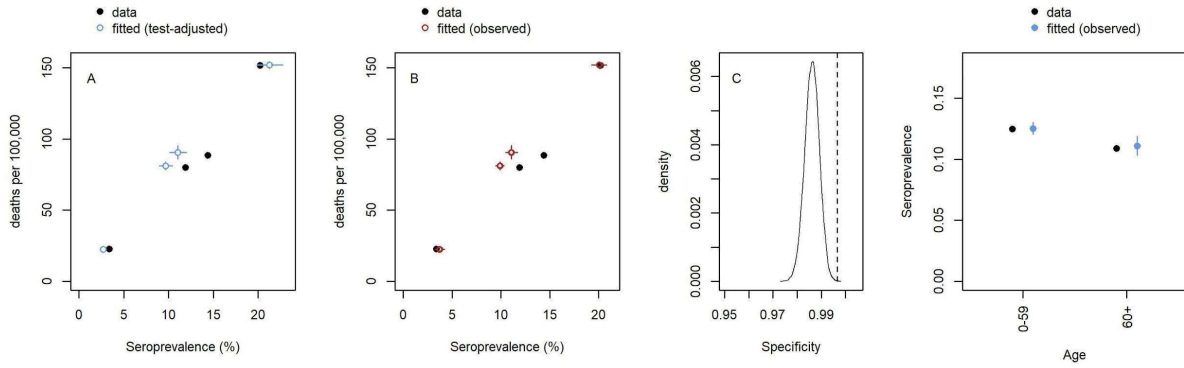 data
fitted (test-adjusted)
A
deaths per 100,000
0 50 100 150
0 5 10 15 20
Seroprevalence (%)
data
fitted (observed)
B
deaths per 100,000
0 50 100 150
0 5 10 15 20
Seroprevalence (%)
C
density
0.000 0.002 0.004 0.006
0.95 0.97 0.99
Specificity
data
fitted (observed)
Seroprevalence
0.00 0.05 0.10 0.15
0-59 60+
Age